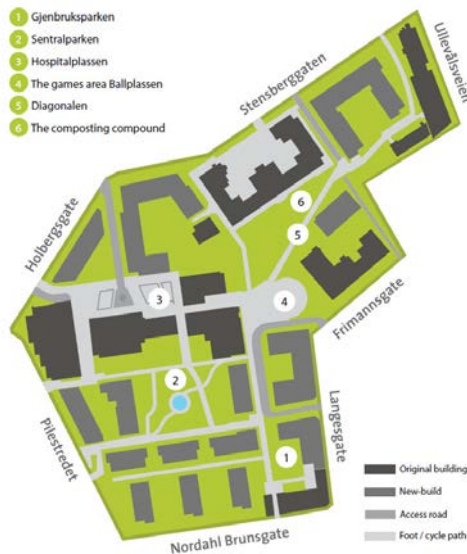 1 Gjenbruksparken
2 Sentralparken
3 Hospitalplassen
4 The games area Ballplassen
5 Diagonalen
6 The composting compound
Ullevålsveien
Stensberggaten
6
5
Holbergsgate
3
4
Frimannsgate
2
Pilestredet
Langesgate
1
Original building
New-build
Access road
Foot / cycle path
Nordahl Brunsgate